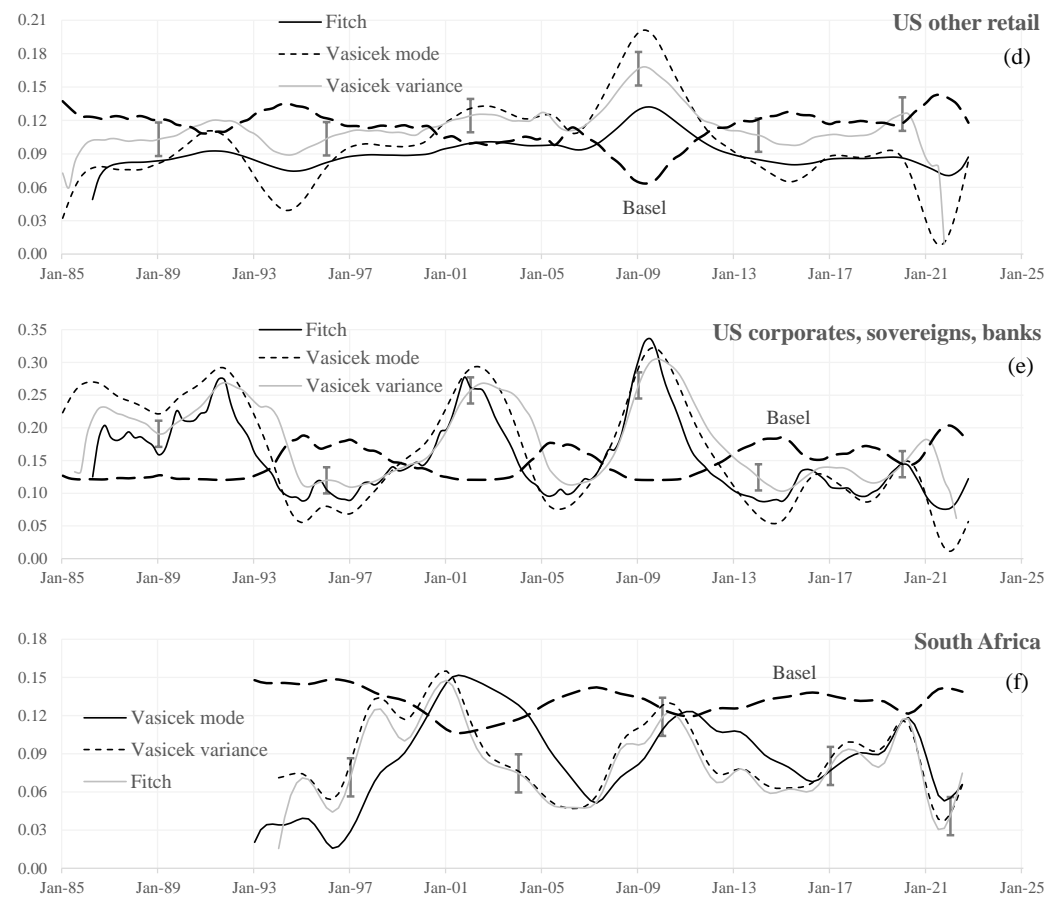 0.21
US other retail
Fitch
0.18
Vasicek mode
(d)
0.15
Vasicek variance
0.12
0.09
0.06
Basel
0.03
0.00
Jan-85 Jan-89 Jan-93 Jan-97 Jan-01 Jan-05 Jan-09 Jan-13 Jan-17 Jan-21 Jan-25
0.35
Fitch
US corporates, sovereigns, banks
0.30
Vasicek mode
(e)
Vasicek variance
0.25
Basel
0.20
0.15
0.10
0.05
0.00
Jan-85 Jan-89 Jan-93 Jan-97 Jan-01 Jan-05 Jan-09 Jan-13 Jan-17 Jan-21 Jan-25
0.18
South Africa
Basel
0.15
(f)
0.12
Vasicek mode
Vasicek variance
0.09
Fitch
0.06
0.03
0.00
Jan-85 Jan-89 Jan-93 Jan-97 Jan-01 Jan-05 Jan-09 Jan-13 Jan-17 Jan-21 Jan-25